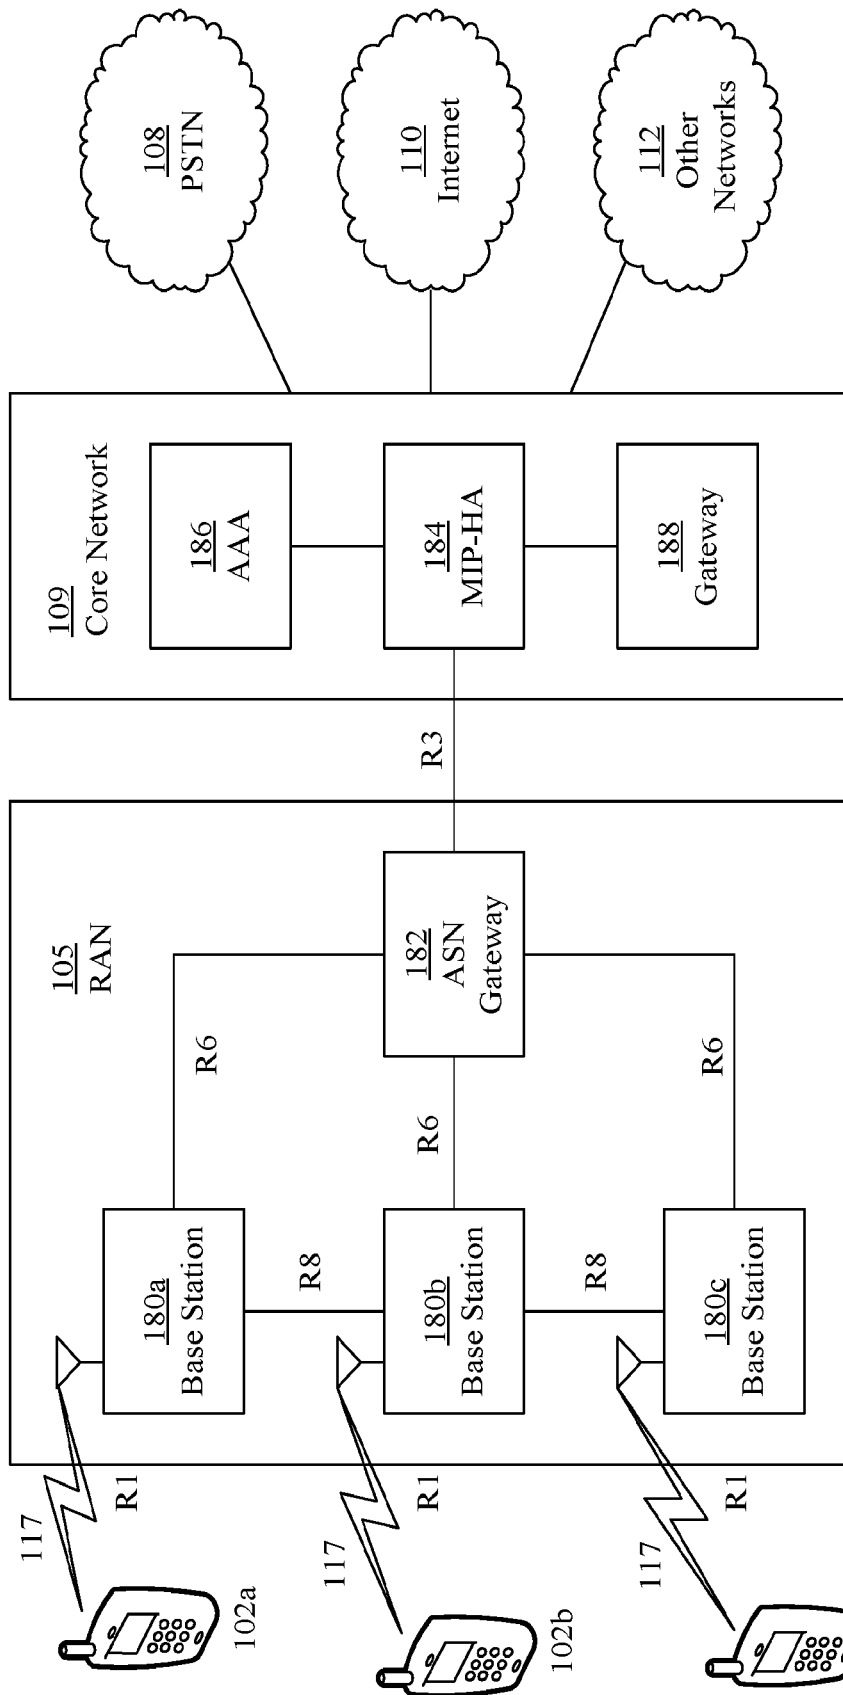 117
102a
R1
117
102b
R1
117
R1
105
RAN
180a
Base Station
R8
180b
Base Station
R8
180c
Base Station
R6
R6
R6
182
ASN
Gateway
R3
109
Core Network
186
AAA
184
MIP-HA
188
Gateway
108
PSTN
110
Internet
112
Other
Networks